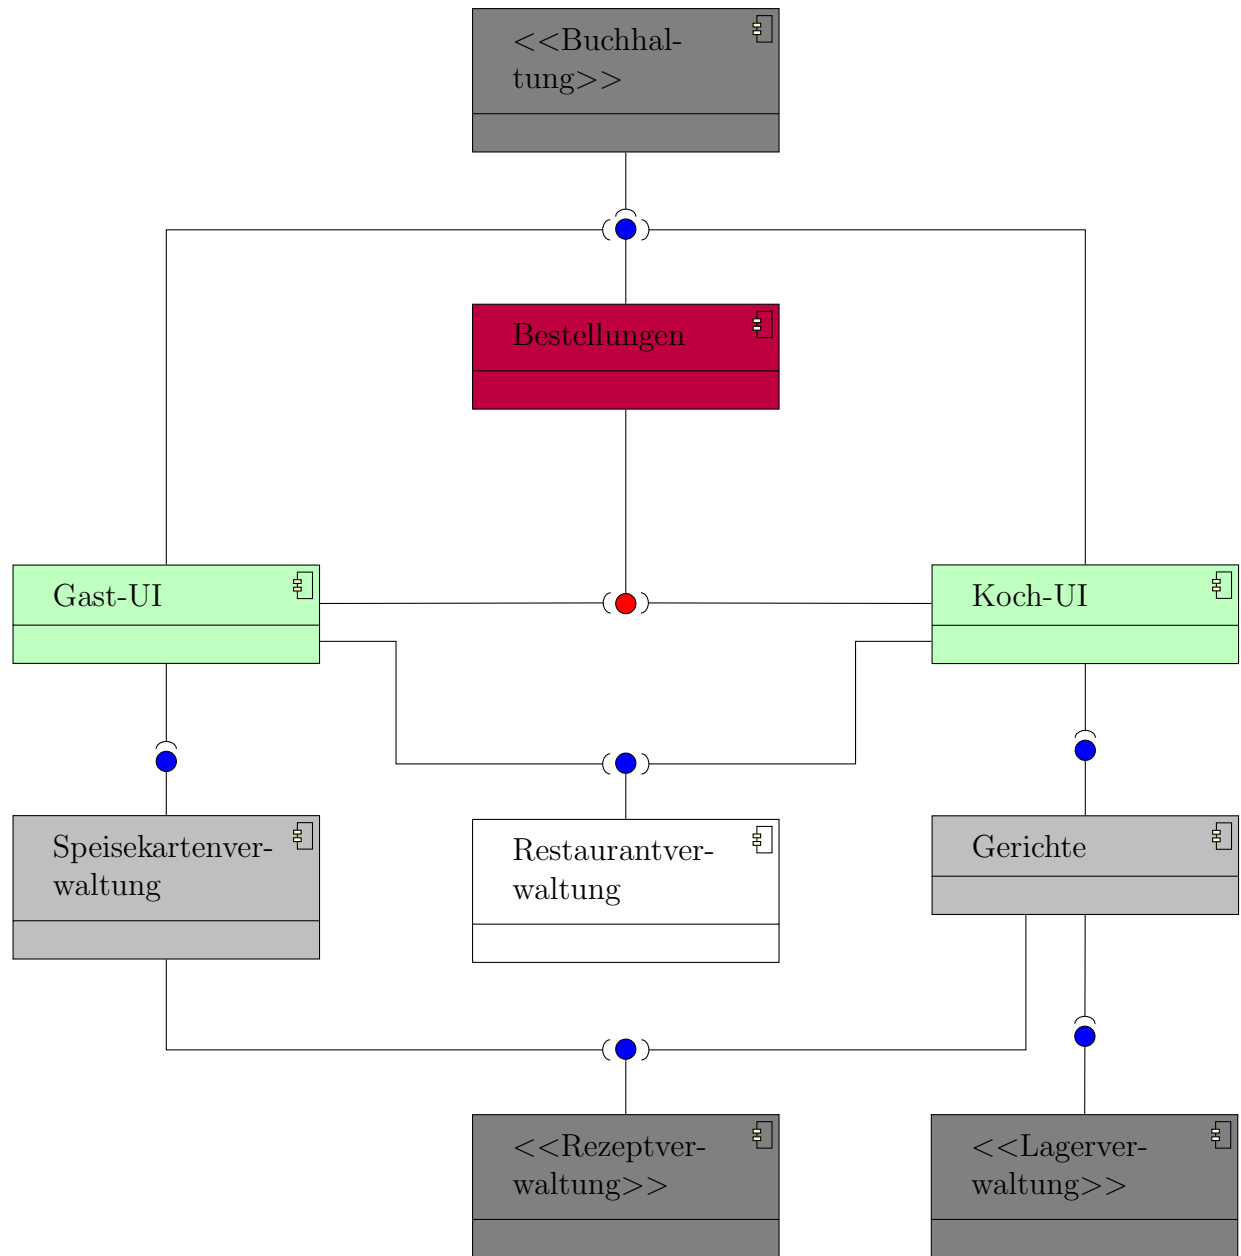 <<Buchhal-
tung>>
Bestellungen
Gast-UI
Koch-UI
Speisekartenver-
waltung
Restaurantver-
waltung
Gerichte
<<Rezeptver-
waltung>>
<<Lagerver-
waltung>>